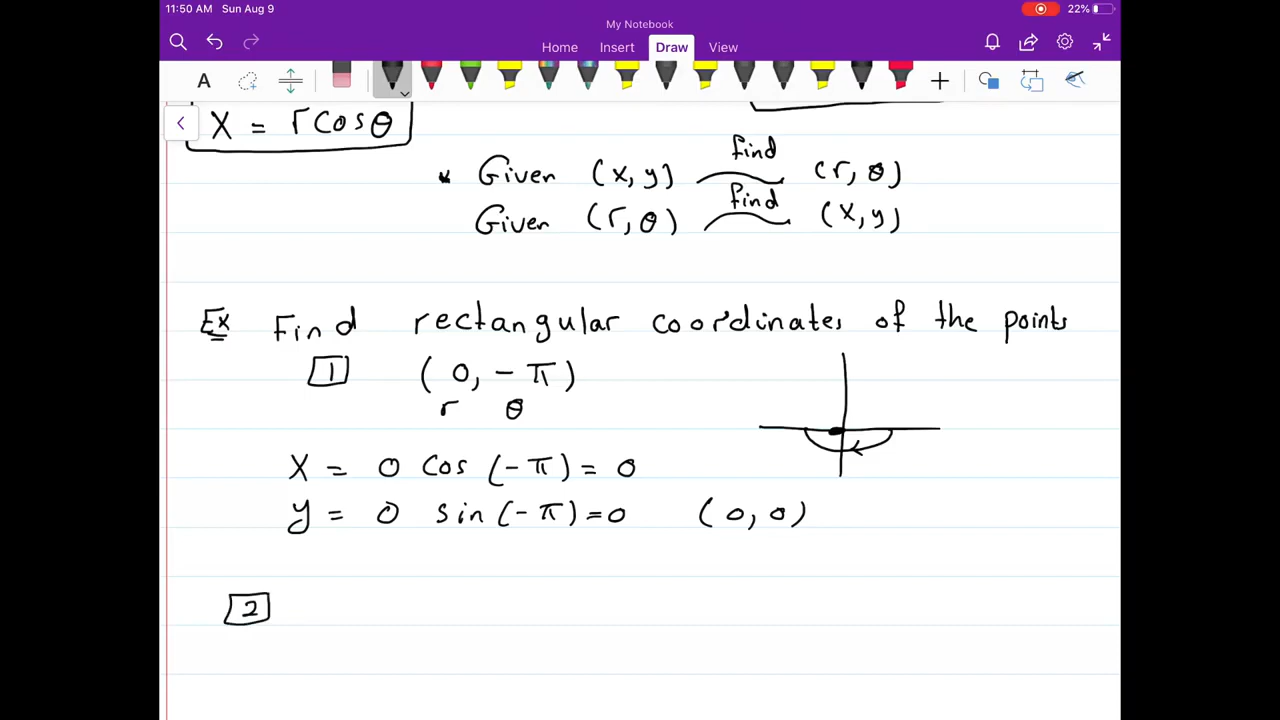 11:50 AM Sun Aug 9
22%
My Notebook
Home Insert Draw View
A
X = r cos θ
find
* Given (x, y) (r, θ)
find
Given (r, θ) (x, y)
Ex Find rectangular coordinates of the points
1 (0, -π)
r θ
X = 0 cos (-π) = 0
y = 0 sin (-π) = 0 (0, 0)
2